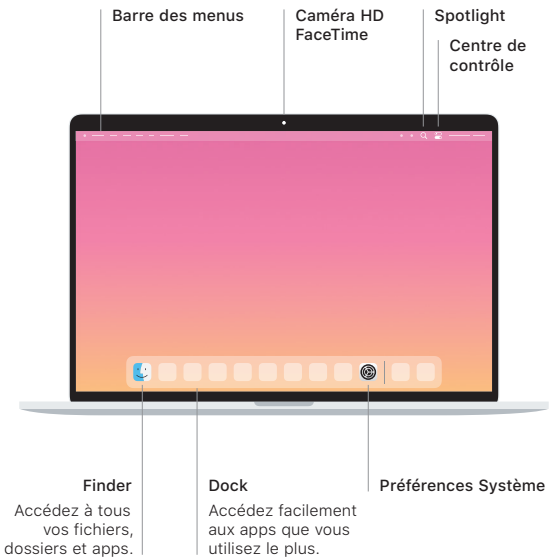 Barre des menus
Caméra HD
FaceTime
Spotlight
Centre de
contrôle
Finder
Accédez à tous
vos fichiers,
dossiers et apps.
Dock
Accédez facilement
aux apps que vous
utilisez le plus.
Préférences Système